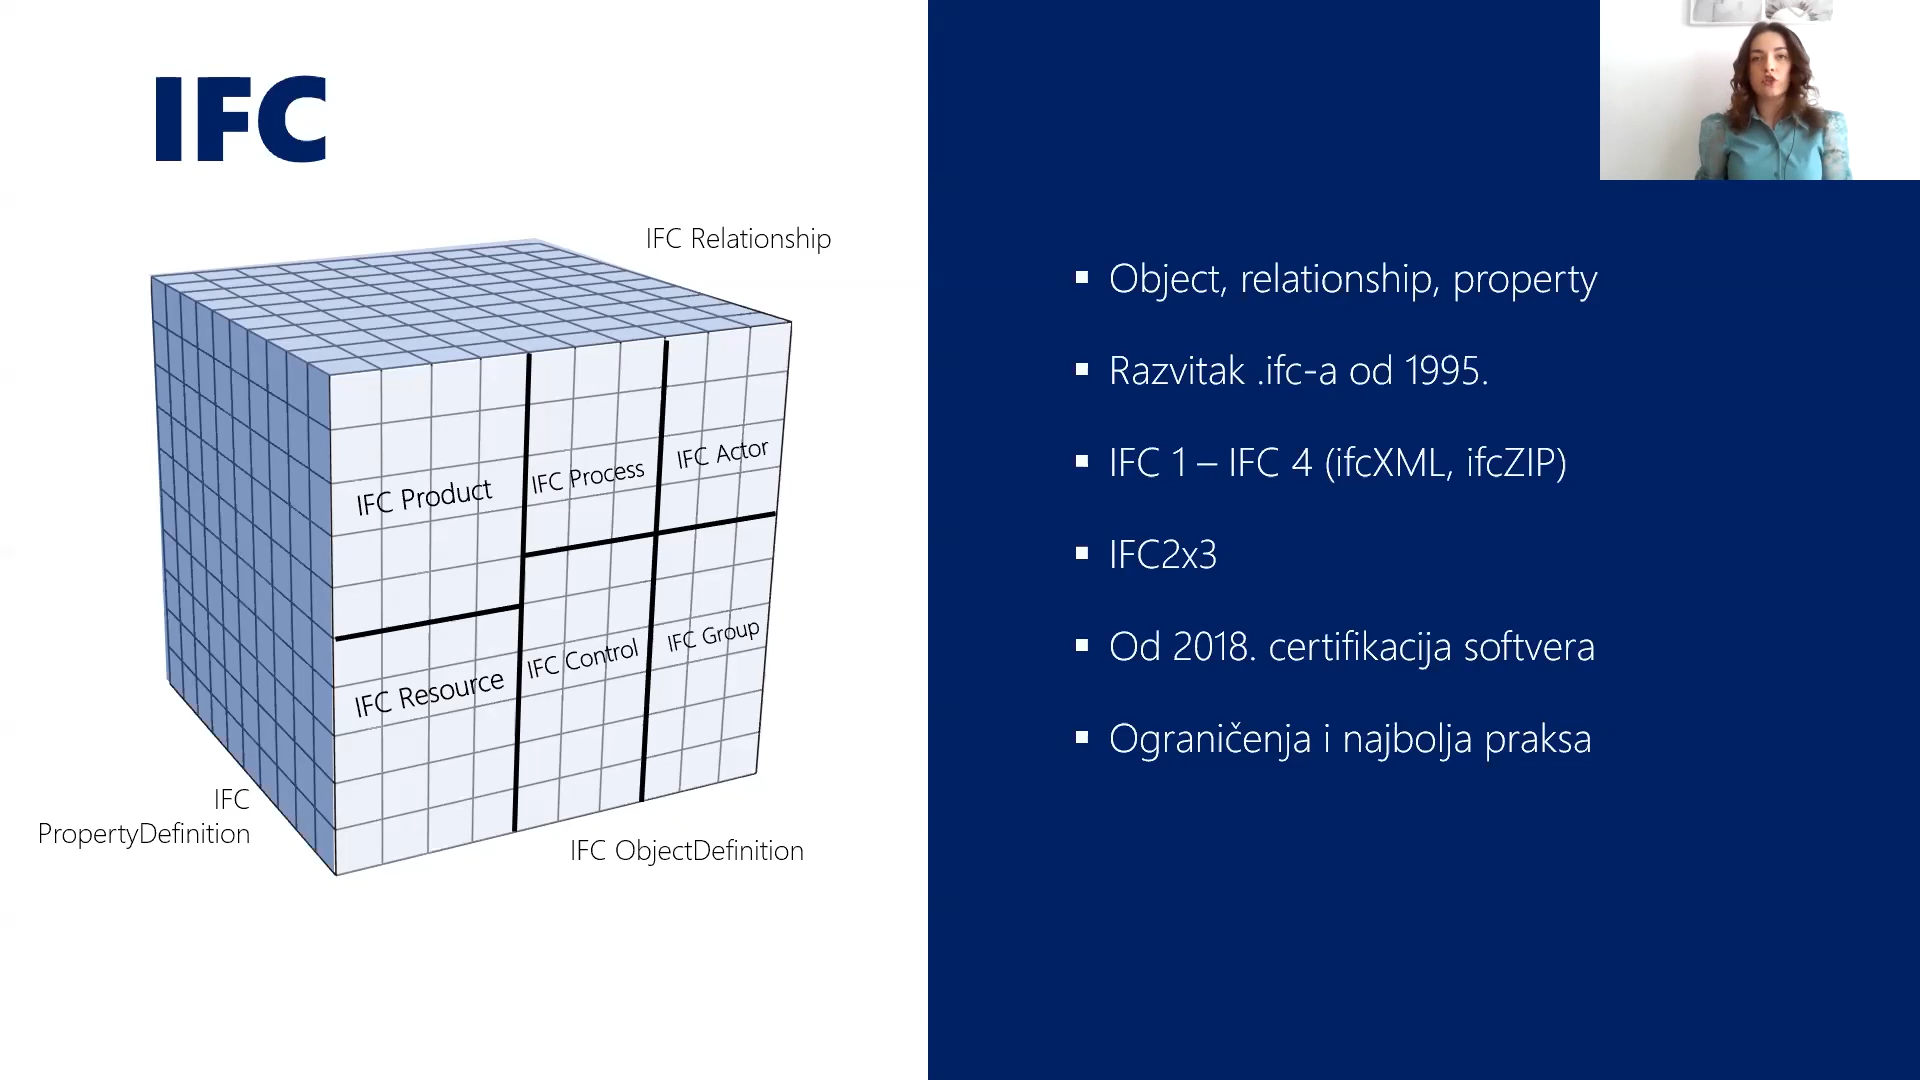 IFC
IFC Relationship
IFC Product
IFC Process
IFC Actor
IFC Resource
IFC Control
IFC Group
IFC
PropertyDefinition
IFC ObjectDefinition
Object, relationship, property
Razvitak .ifc-a od 1995.
IFC 1 – IFC 4 (ifcXML, ifcZIP)
IFC2x3
Od 2018. certifikacija softvera
Ograničenja i najbolja praksa